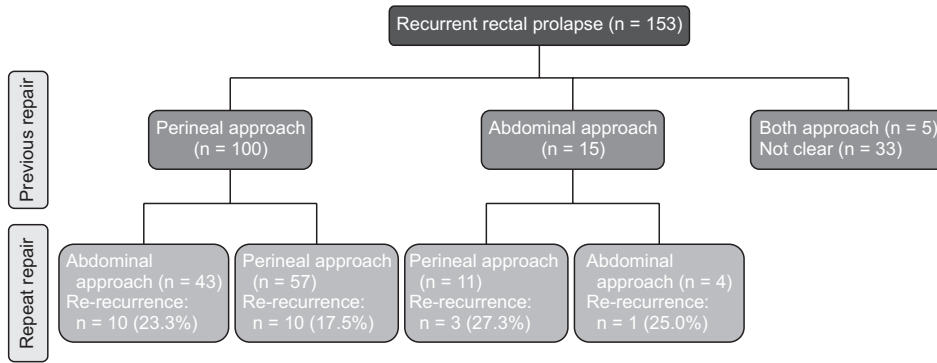 Recurrent rectal prolapse (n = 153)
Previous repair
Perineal approach
(n = 100)
Abdominal approach
(n = 15)
Both approach (n = 5)
Not clear (n = 33)
Repeat repair
Abdominal
approach (n = 43)
Re-recurrence:
n = 10 (23.3%)
Perineal approach
(n = 57)
Re-recurrence:
n = 10 (17.5%)
Perineal approach
(n = 11)
Re-recurrence:
n = 3 (27.3%)
Abdominal
approach (n = 4)
Re-recurrence:
n = 1 (25.0%)